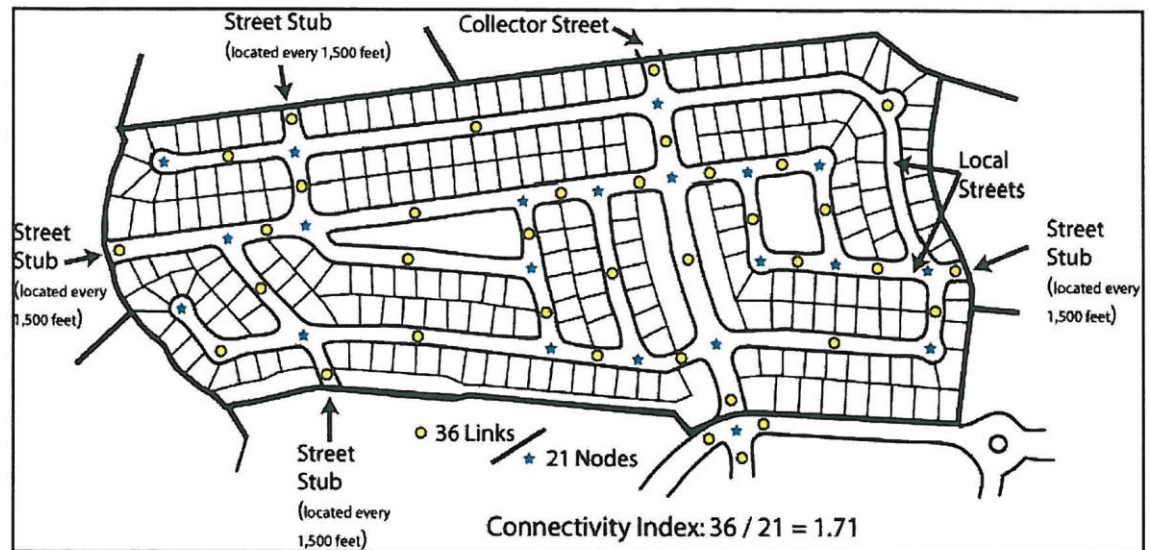 Street Stub
(located every 1,500 feet)
Collector Street
Local
Streets
Street
Stub
(located every
1,500 feet)
Street
Stub
(located every
1,500 feet)
Street
Stub
(located every
1,500 feet)
36 Links
21 Nodes
Connectivity Index: 36 / 21 = 1.71